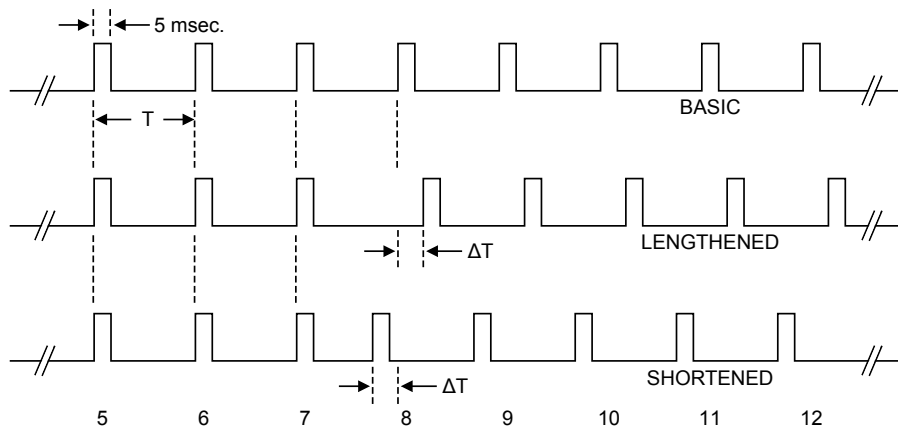 5 msec.
BASIC
T
LENGTHENED
ΔT
SHORTENED
ΔT
5 6 7 8 9 10 11 12